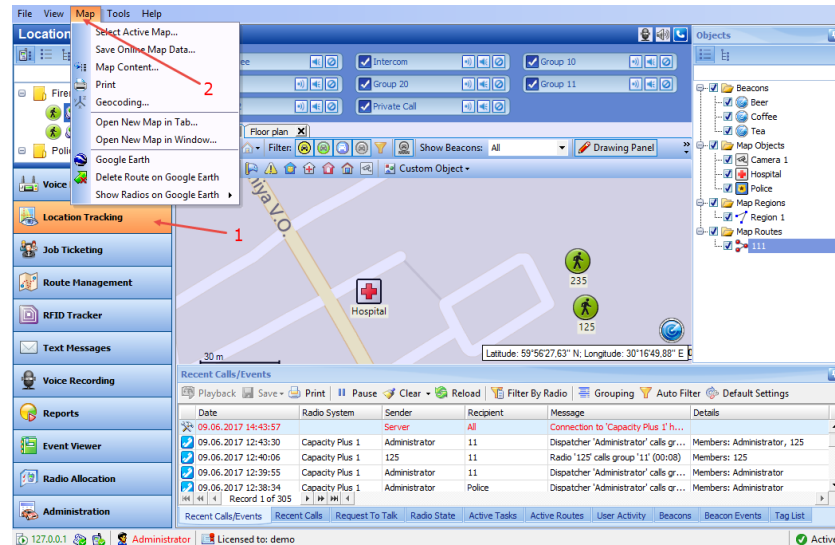 File View Map Tools Help
Location
Select Active Map...
Save Online Map Data...
Map Content...
Print
Geocoding...
Open New Map in Tab...
Open New Map in Window...
Google Earth
Delete Route on Google Earth
Show Radios on Google Earth
2
Intercom
Group 10
Group 20
Group 11
Private Call
Floor plan
Filter:
Show Beacons: All
Drawing Panel
Custom Object
Voice
Location Tracking
1
Job Ticketing
Route Management
RFID Tracker
Text Messages
Voice Recording
Reports
Event Viewer
Radio Allocation
Administration
hiya V.O.
235
125
Hospital
30 m
Latitude: 59°56'27,63" N; Longitude: 30°16'49,88" E
Objects
Beacons
Beer
Coffee
Tea
Map Objects
Camera 1
Hospital
Police
Map Regions
Region 1
Map Routes
111
Recent Calls/Events
Playback Save Print Pause Clear Reload Filter By Radio Grouping Auto Filter Default Settings
Date Radio System Sender Recipient Message Details
09.06.2017 14:43:57 Server All Connection to 'Capacity Plus 1' h...
09.06.2017 12:43:30 Capacity Plus 1 Administrator 11 Dispatcher 'Administrator' calls gr... Members: Administrator, 125
09.06.2017 12:40:06 Capacity Plus 1 125 11 Radio '125' calls group '11' (00:08) Members: 125
09.06.2017 12:39:55 Capacity Plus 1 Administrator 11 Dispatcher 'Administrator' calls gr... Members: Administrator
09.06.2017 12:38:34 Capacity Plus 1 Administrator Police Dispatcher 'Administrator' calls gr... Members: Administrator
Record 1 of 305
Recent Calls/Events Recent Calls Request To Talk Radio State Active Tasks Active Routes User Activity Beacons Beacon Events Tag List
127.0.0.1 Administrator Licensed to: demo Active